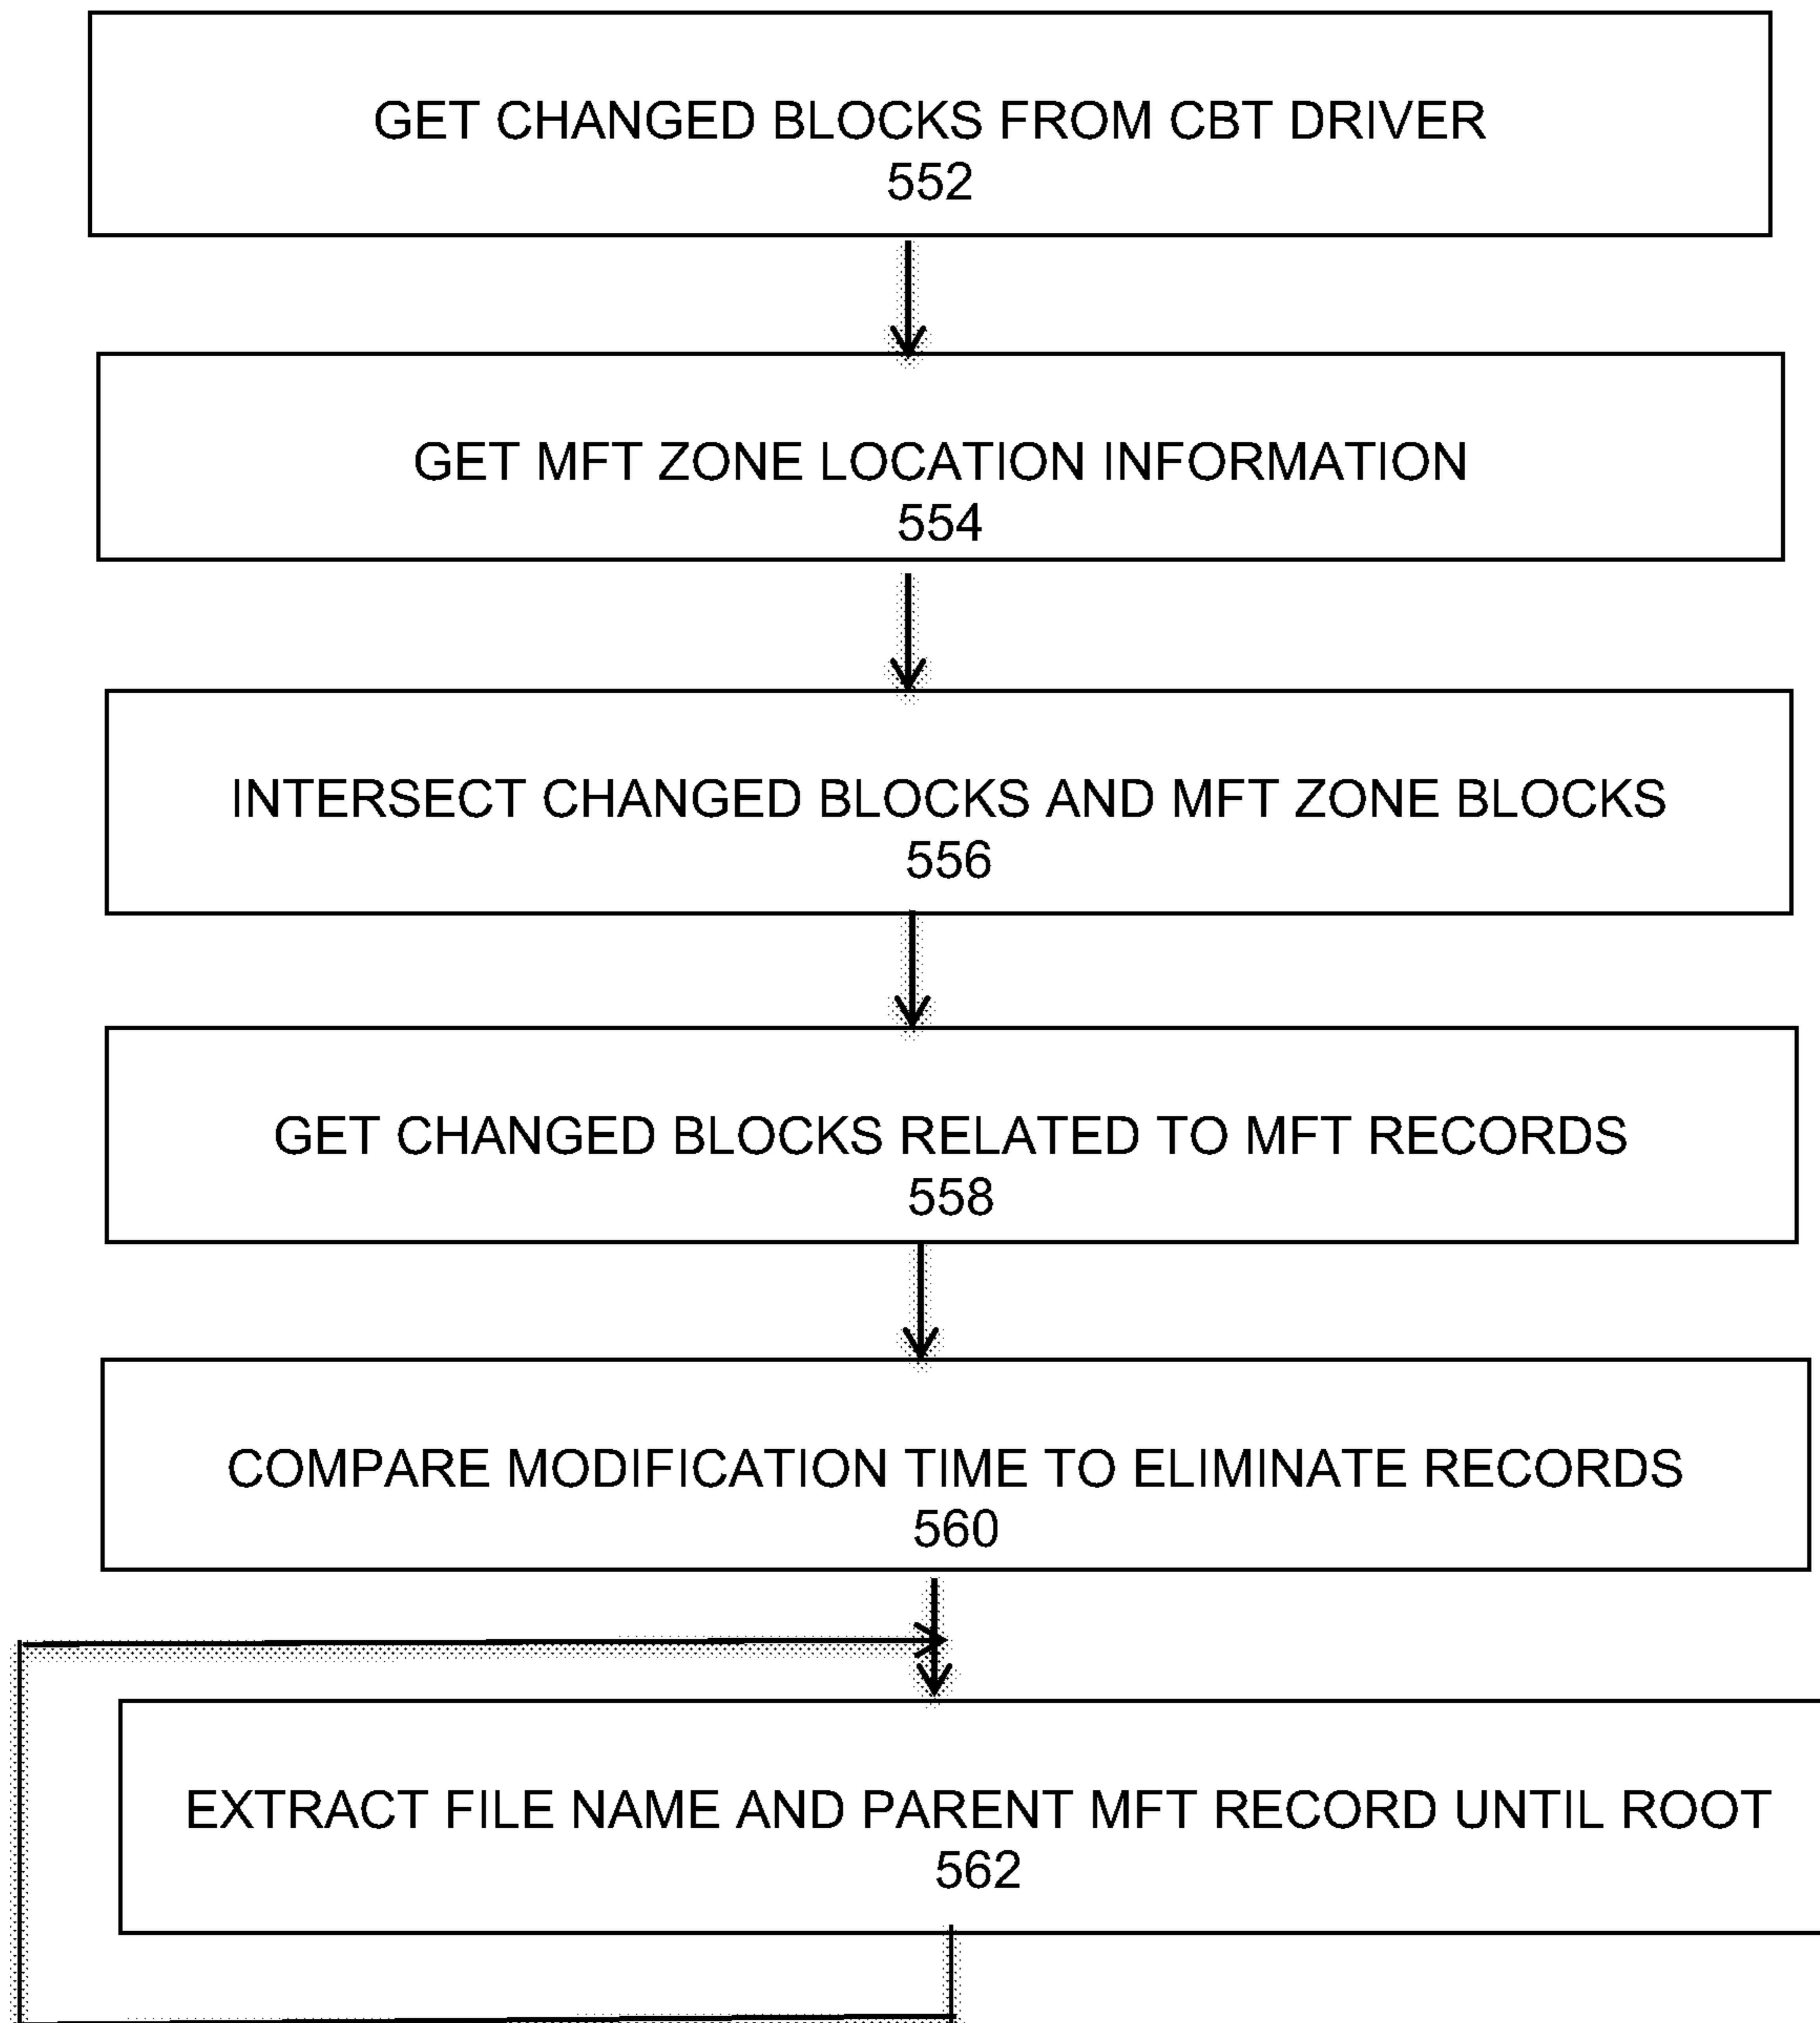 GET CHANGED BLOCKS FROM CBT DRIVER
552
GET MFT ZONE LOCATION INFORMATION
554
INTERSECT CHANGED BLOCKS AND MFT ZONE BLOCKS
556
GET CHANGED BLOCKS RELATED TO MFT RECORDS
558
COMPARE MODIFICATION TIME TO ELIMINATE RECORDS
560
EXTRACT FILE NAME AND PARENT MFT RECORD UNTIL ROOT
562